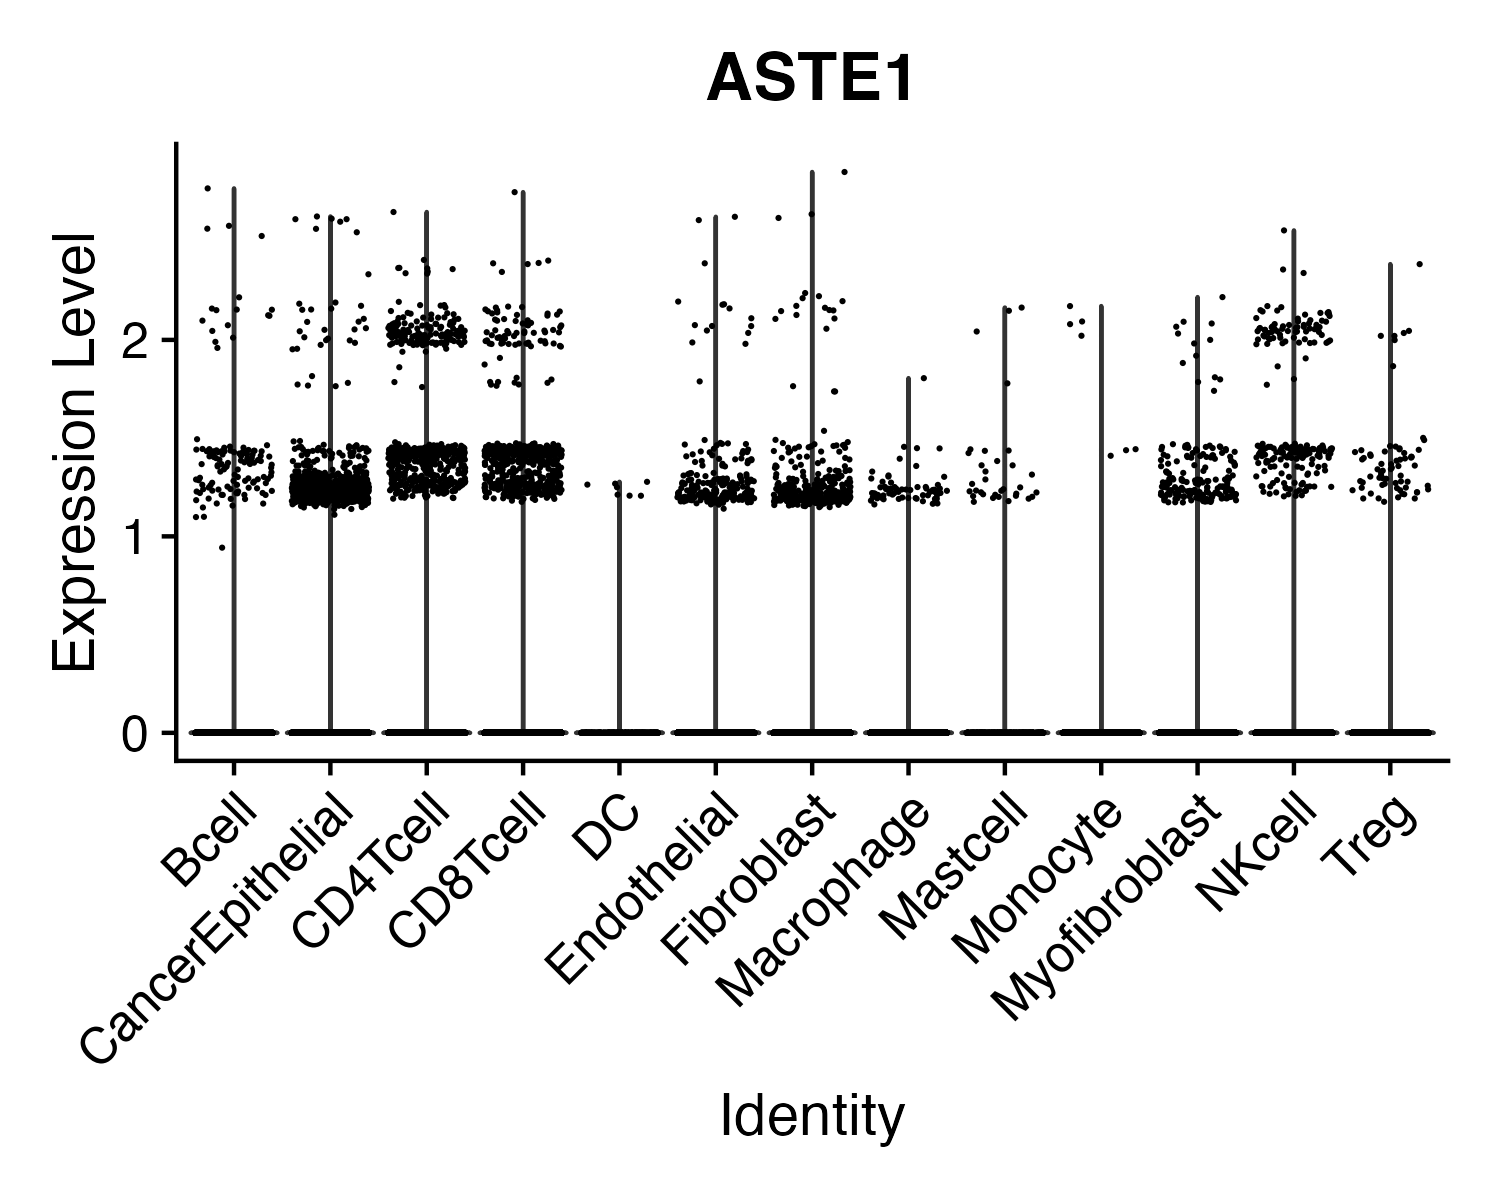 ASTE1
Expression Level
2
1
0
Bcell
CancerEpithelial
CD4Tcell
CD8Tcell
DC
Endothelial
Fibroblast
Macrophage
Mastcell
Monocyte
Myofibroblast
NKcell
Treg
Identity